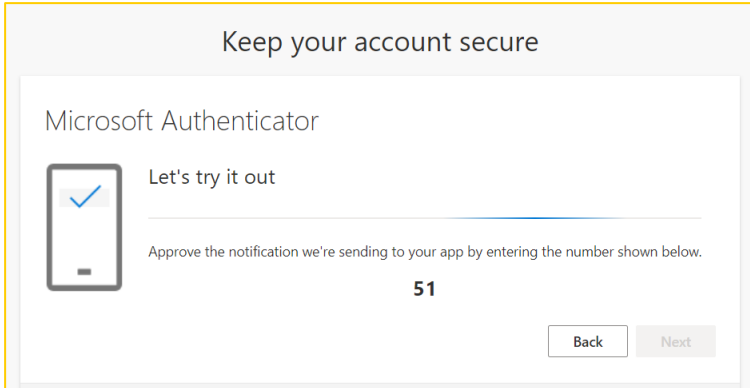 Keep your account secure
Microsoft Authenticator
Let's try it out
Approve the notification we're sending to your app by entering the number shown below.
51
Back
Next